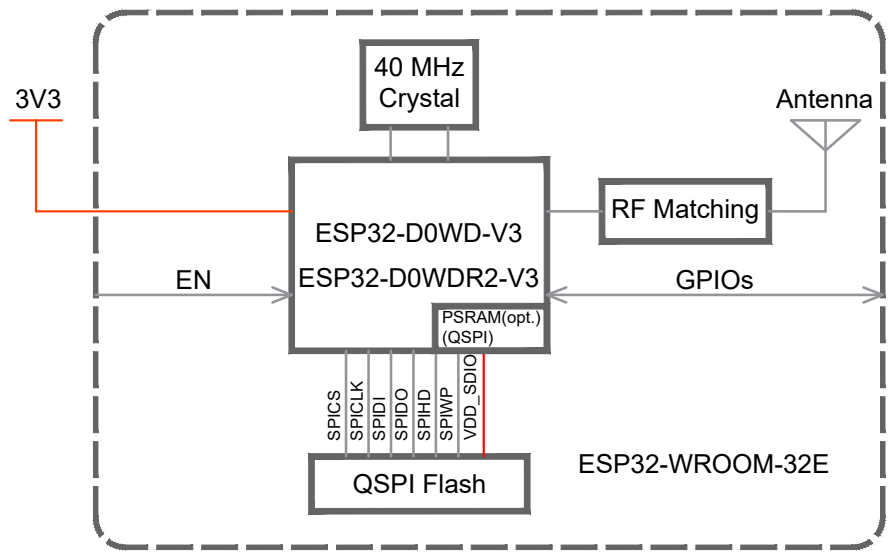 40 MHz
Crystal
3V3
Antenna
RF Matching
ESP32-D0WD-V3
ESP32-D0WDR2-V3
EN
GPIOs
PSRAM(opt.)
(QSPI)
SPICS
SPICLK
SPIDI
SPIDO
SPIHD
SPIWP
VDD_SDIO
QSPI Flash
ESP32-WROOM-32E